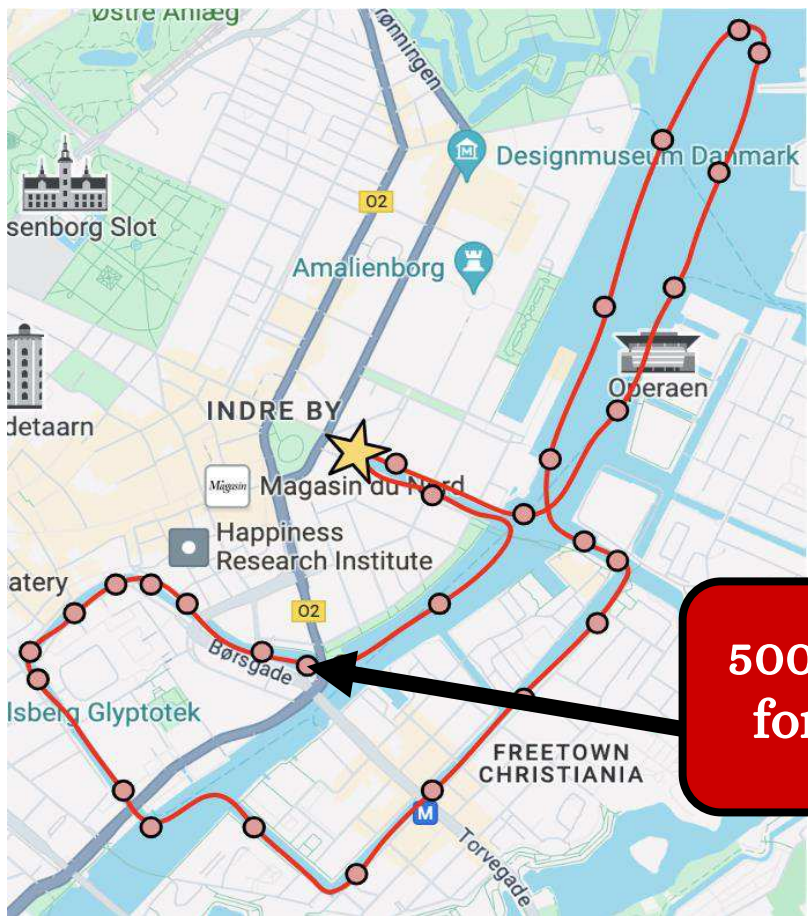 Østre Anlæg
rønningen
Designmuseum Danmark
O2
senborg Slot
Amalienborg
Operaen
INDRE BY
detaarn
Magasin
Magasin du Nord
Happiness
Research Institute
atery
O2
Børsgade
lsberg Glyptotek
500
for
FREETOWN
CHRISTIANIA
M
Torvegade